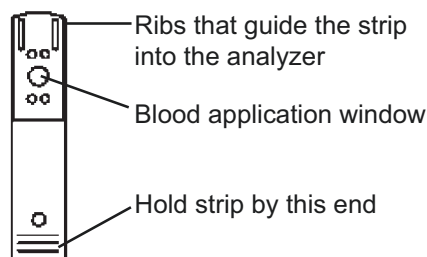 Ribs that guide the strip
into the analyzer
Blood application window
Hold strip by this end